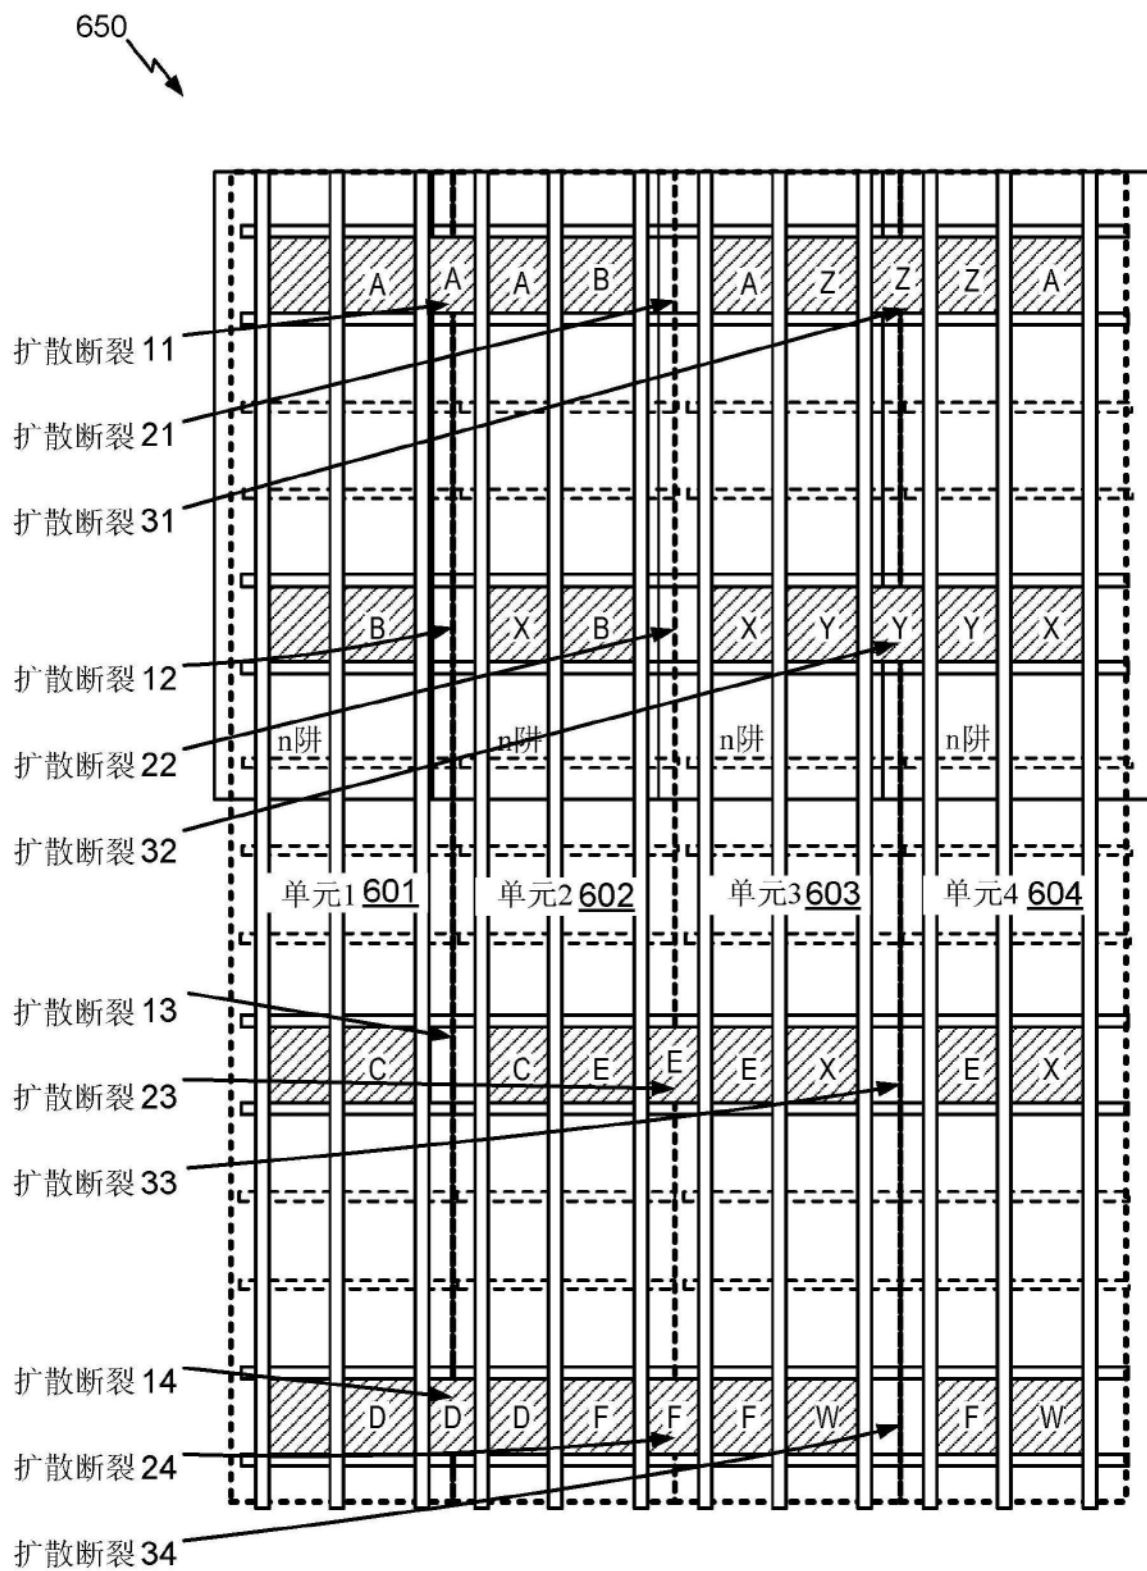 650
A A A B A Z Z Z A
扩散断裂 11
扩散断裂 21
扩散断裂 31
B X B X Y Y Y X
扩散断裂 12
n阱 n阱 n阱 n阱
扩散断裂 22
扩散断裂 32
单元1 601 单元2 602 单元3 603 单元4 604
扩散断裂 13
C C E E E X E X
扩散断裂 23
扩散断裂 33
扩散断裂 14
D D D F F F W F W
扩散断裂 24
扩散断裂 34